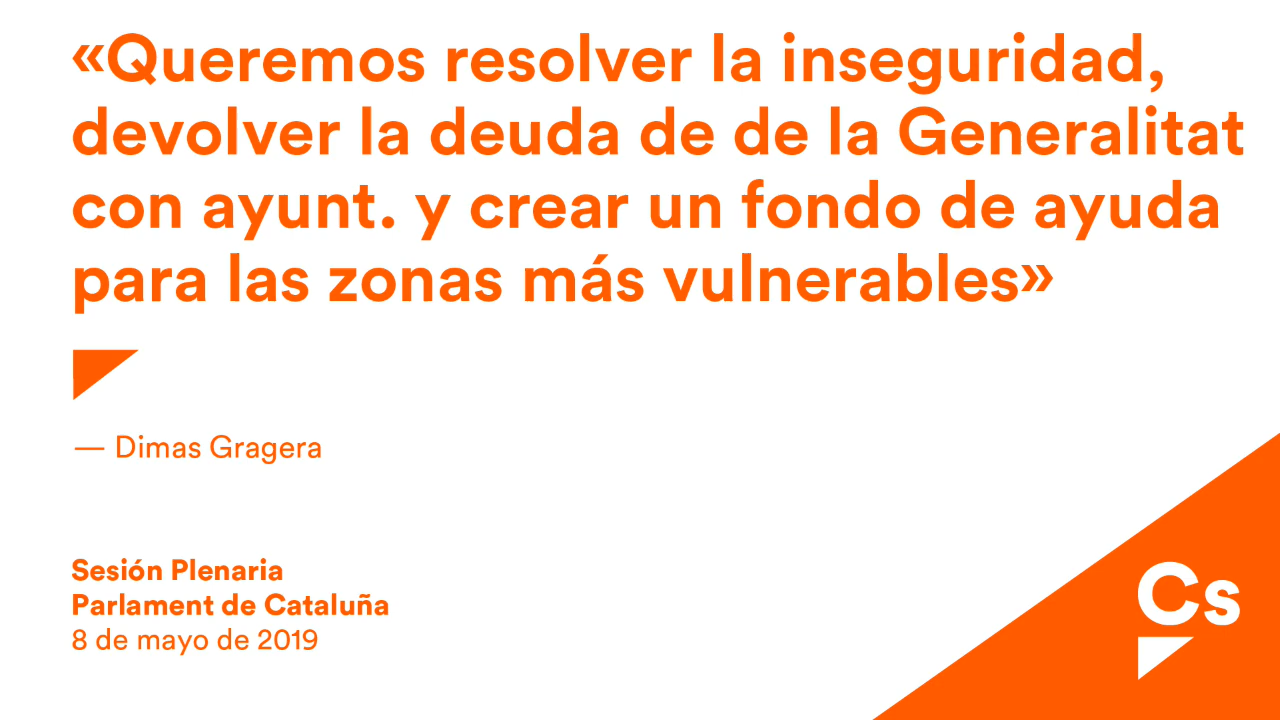 «Queremos resolver la inseguridad,
devolver la deuda de de la Generalitat
con ayunt. y crear un fondo de ayuda
para las zonas más vulnerables»
— Dimas Gragera
Sesión Plenaria
Parlament de Cataluña
8 de mayo de 2019
Cs